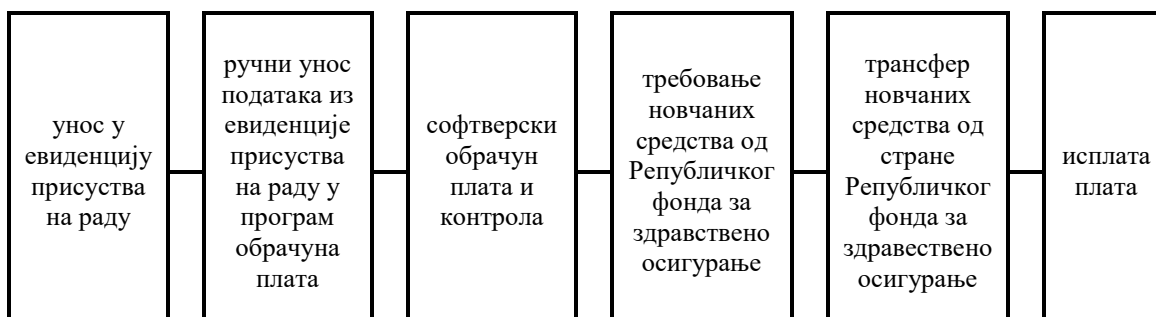 унос у
евиденцију
присуства
на раду
ручни унос
података из
евиденције
присуства
на раду у
програм
обрачуна
плата
софтверски
обрачун
плата и
контрола
требовање
новчаних
средства од
Републичког
фонда за
здравствено
осигурање
трансфер
новчаних
средства од
стране
Републичког
фонда за
здравествено
осигурање
исплата
плата